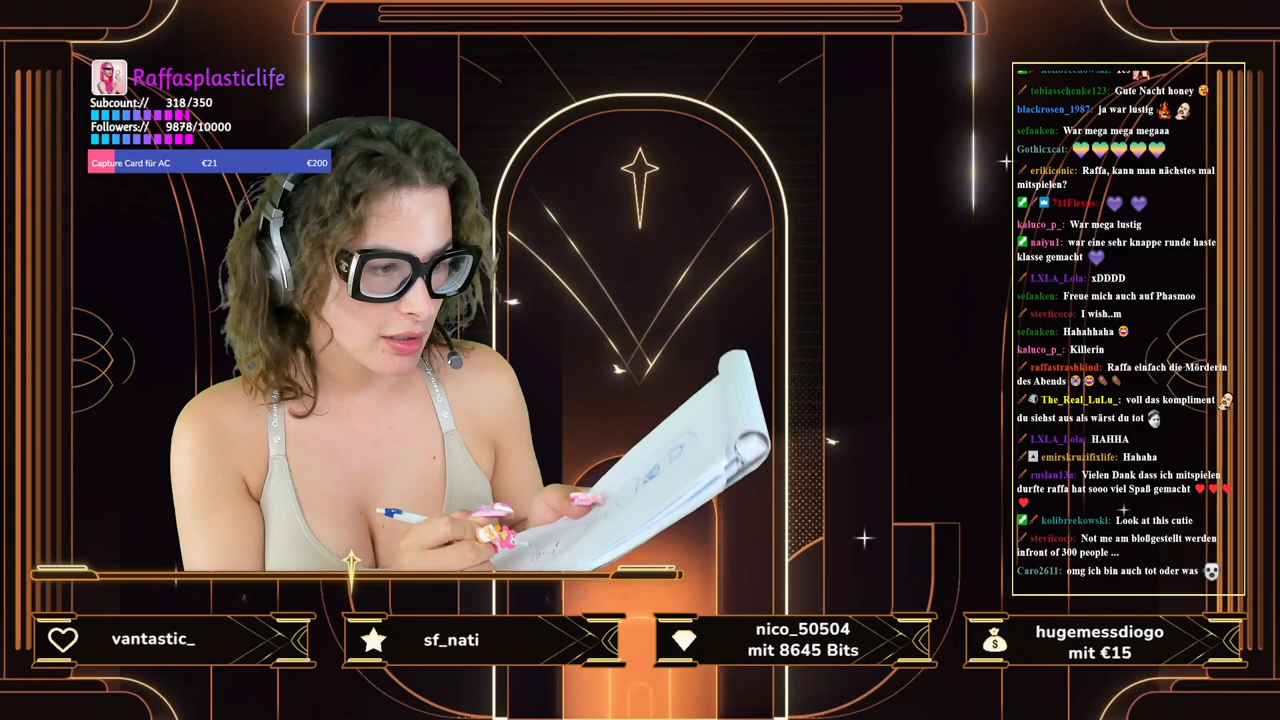 Raffasplasticlife
Subcount:// 318/350
Followers:// 9878/10000
Capture Card für AC €21 €200
tobiasschenke123: Gute Nacht honey
blackrosen_1987: ja war lustig
sefaaken: War mega mega megaaa
Gothicxcat:
erikiconic: Raffa, kann man nächstes mal
mitspielen?
711Flexus:
kaluco_p_: War mega lustig
naiyu1: war eine sehr knappe runde haste
klasse gemacht
LXLA_Lola: xDDDD
sefaaken: Freue mich auch auf Phasmoo
steviicoco: I wish..m
sefaaken: Hahahhaha
kaluco_p_: Killerin
raffastrashkind: Raffa einfach die Mörderin
des Abends
The_Real_LuLu_: voll das kompliment
du siehst aus als wärst du tot
LXLA_Lola: HAHHA
emirskruzifixlife: Hahaha
ruslan13a: Vielen Dank dass ich mitspielen
durfte raffa hat sooo viel Spaß gemacht
kolibreekowski: Look at this cutie
steviicoco: Not me am bloßgestellt werden
infront of 300 people ...
Caro2611: omg ich bin auch tot oder was
vantastic_
sf_nati
nico_50504
mit 8645 Bits
hugemessdiogo
mit €15